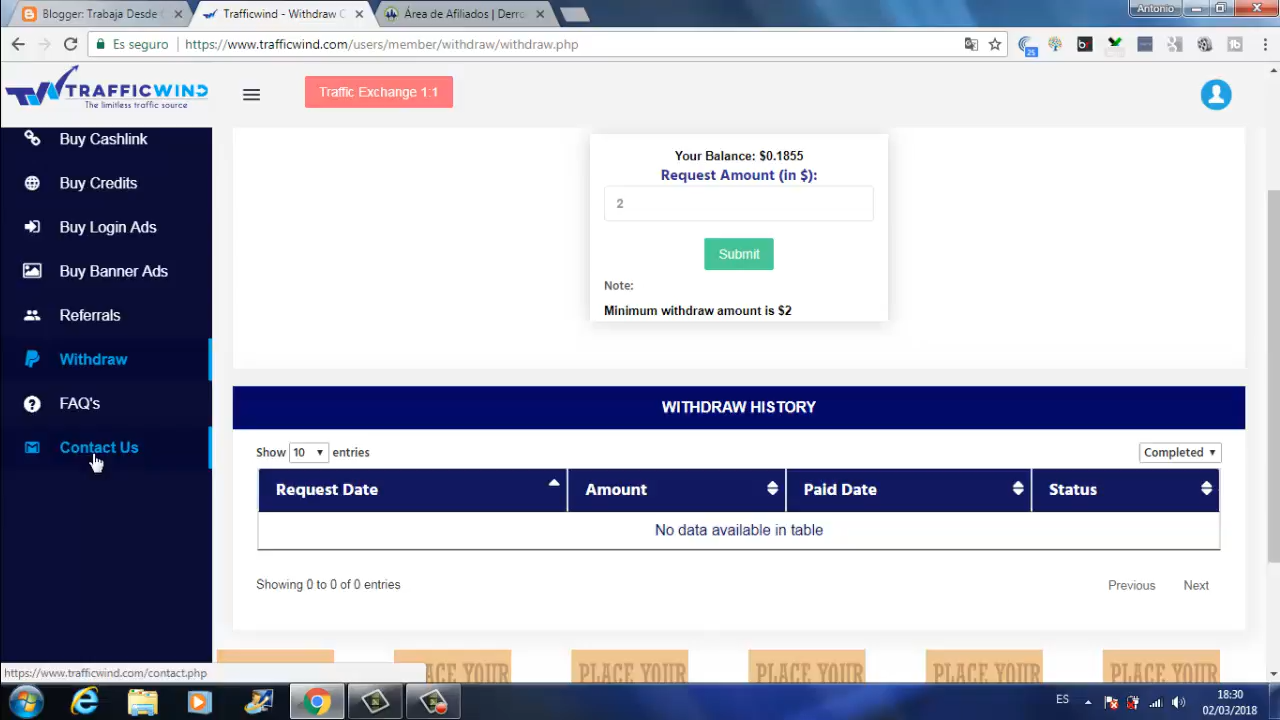 Blogger: Trabaja Desde C
Trafficwind - Withdraw C
Área de Afiliados | Derro
Antonio
Es seguro
https://www.trafficwind.com/users/member/withdraw/withdraw.php
25
TRAFFICWIND
The limitless traffic source
Traffic Exchange 1:1
Buy Cashlink
Buy Credits
Buy Login Ads
Buy Banner Ads
Referrals
Withdraw
FAQ's
Contact Us
Your Balance: $0.1855
Request Amount (in $):
2
Submit
Note:
Minimum withdraw amount is $2
WITHDRAW HISTORY
Show 10 entries
Completed
Request Date Amount Paid Date Status
No data available in table
Showing 0 to 0 of 0 entries
Previous Next
PLACE YOUR PLACE YOUR PLACE YOUR PLACE YOUR PLACE YOUR
https://www.trafficwind.com/contact.php
ES
18:30
02/03/2018